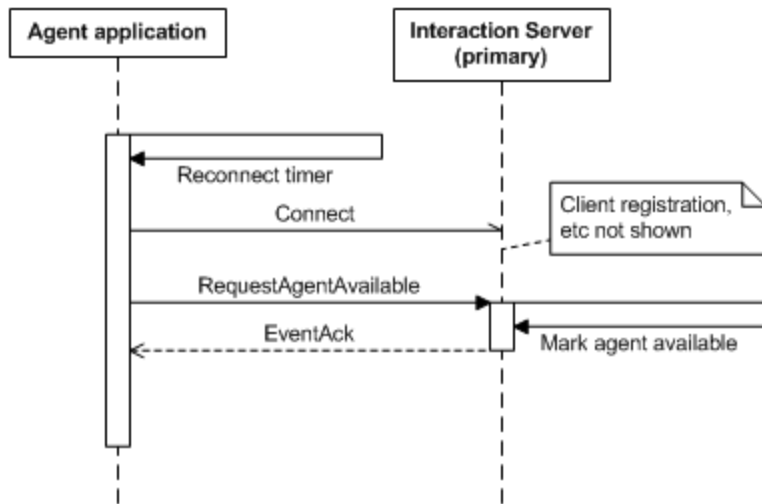 Agent application
Interaction Server
(primary)
Reconnect timer
Connect
Client registration,
etc not shown
RequestAgentAvailable
EventAck
Mark agent available